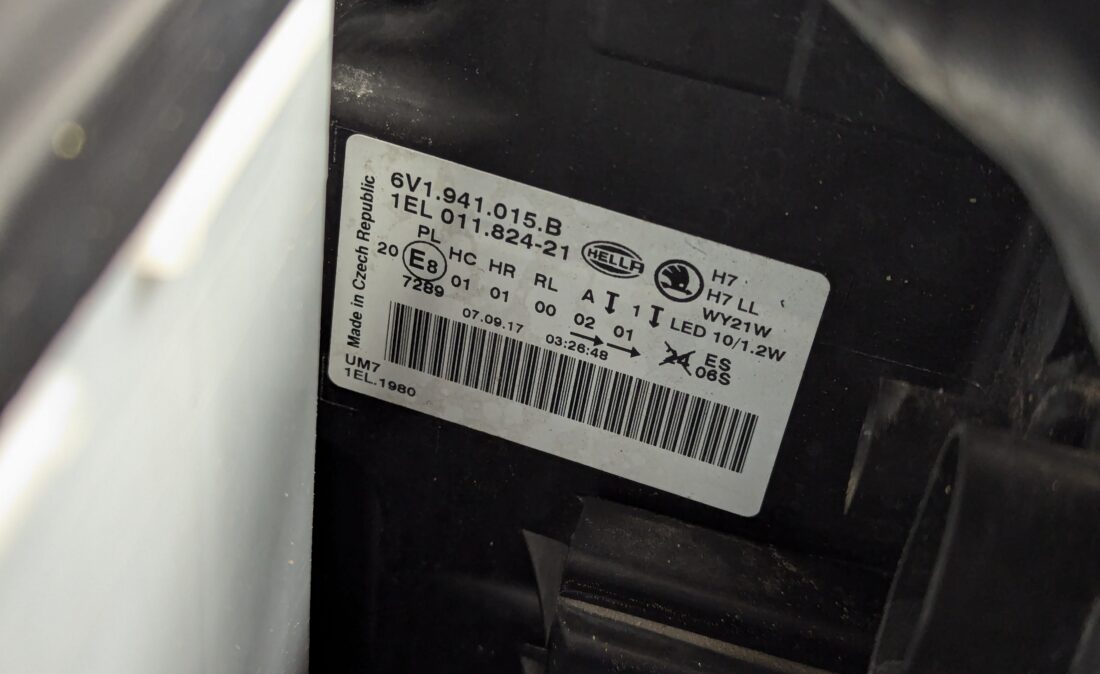 Made in Czech Republic
6V1.941.015.B
1EL 011.824-21
HELLA
PL
20 E8 HC HR RL A 1
7289 01 01 00 02 01
H7
H7 LL
WY21W
LED 10/1.2W
07.09.17 03:26:48
24 ES
06S
UM7
1EL.1980